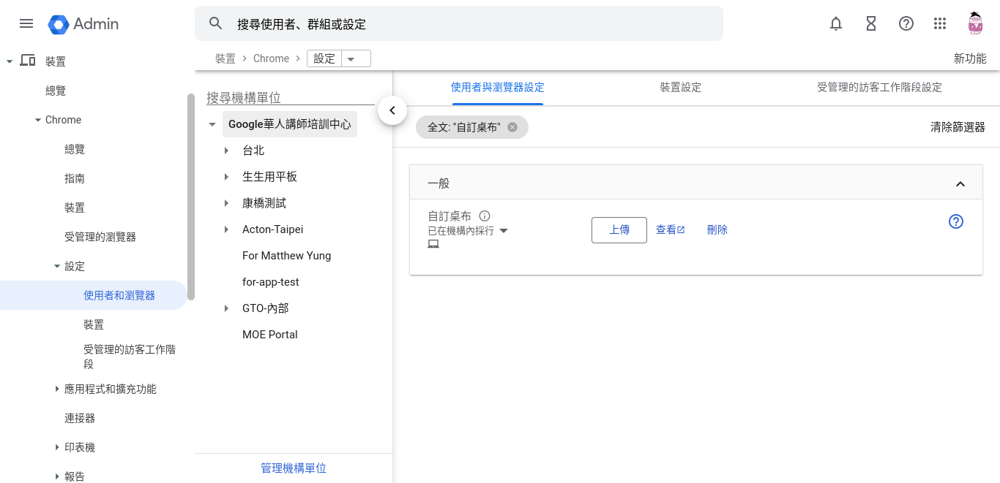 Admin
搜尋使用者、群組或設定
裝置
總覽
Chrome
總覽
指南
裝置
受管理的瀏覽器
設定
使用者和瀏覽器
裝置
受管理的訪客工作階
段
應用程式和擴充功能
連接器
印表機
報告
裝置 Chrome 設定
新功能
搜尋機構單位
Google華人講師培訓中心
台北
生生用平板
康橋測試
Acton-Taipei
For Matthew Yung
for-app-test
GTO-內部
MOE Portal
管理機構單位
使用者與瀏覽器設定 裝置設定 受管理的訪客工作階段設定
全文: "自訂桌布" 清除篩選器
一般
自訂桌布
已在機構內採行
上傳 查看 刪除